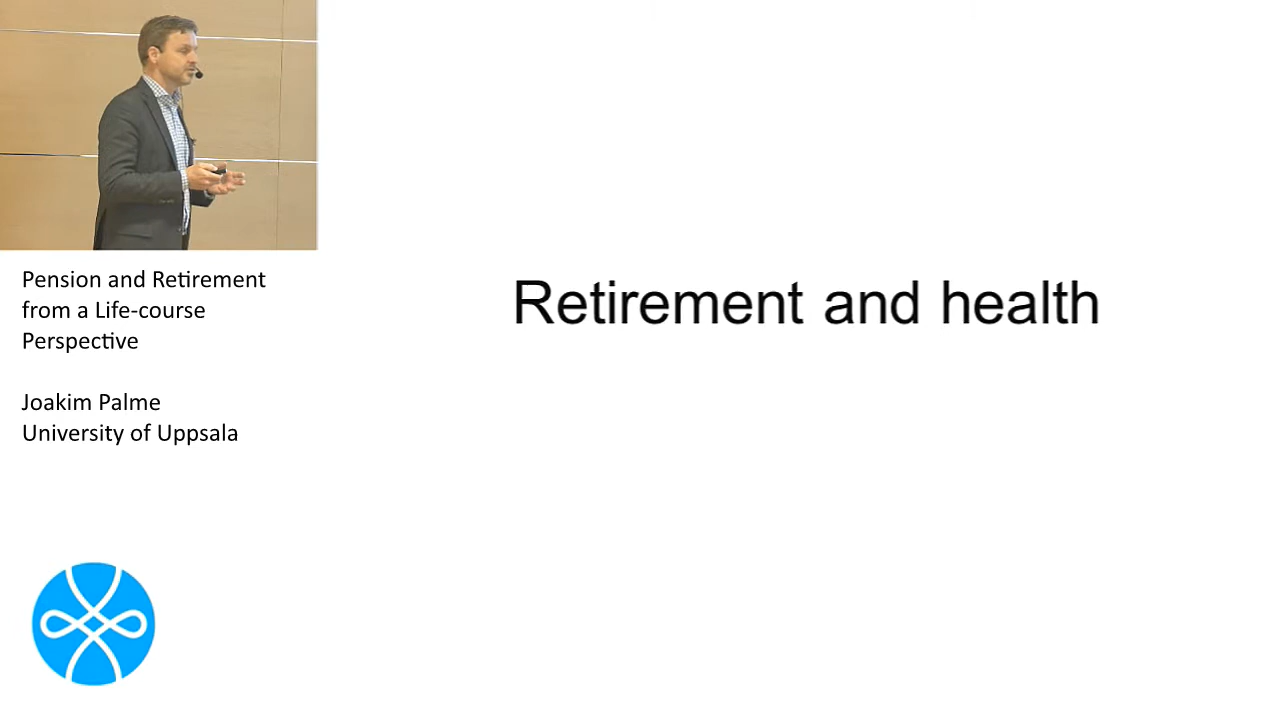 Pension and Retirement
from a Life-course
Perspective
Joakim Palme
University of Uppsala
Retirement and health